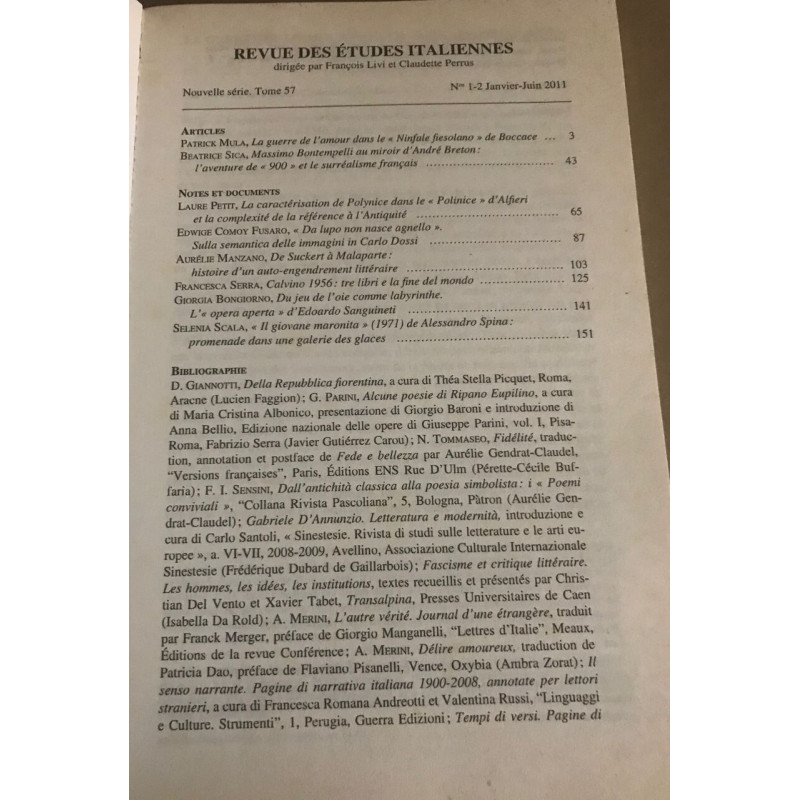 REVUE DES ÉTUDES ITALIENNES
dirigée par François Livi et Claudette Perrus
Nouvelle série. Tome 57 Nos 1-2 Janvier-Juin 2011
ARTICLES
PATRICK MULA, La guerre de l'amour dans le « Ninfale fiesolano » de Boccace ... 3
BEATRICE SICA, Massimo Bontempelli au miroir d'André Breton :
l'aventure de « 900 » et le surréalisme français ........................ 43
NOTES ET DOCUMENTS
LAURE PETIT, La caractérisation de Polynice dans le « Polinice » d'Alfieri
et la complexité de la référence à l'Antiquité ........................ 65
EDWIGE COMOY FUSARO, « Da lupo non nasce agnello ».
Sulla semantica delle immagini in Carlo Dossi ........................ 87
AURÉLIE MANZANO, De Suckert à Malaparte :
histoire d'un auto-engendrement littéraire ........................ 103
FRANCESCA SERRA, Calvino 1956 : tre libri e la fine del mondo ............... 125
GIORGIA BONGIORNO, Du jeu de l'oie comme labyrinthe.
L'« opera aperta » d'Edoardo Sanguineti ........................ 141
SELENIA SCALA, « Il giovane maronita » (1971) de Alessandro Spina :
promenade dans une galerie des glaces ........................ 151
BIBLIOGRAPHIE
D. GIANNOTTI, Della Repubblica fiorentina, a cura di Théa Stella Picquet, Roma,
Aracne (Lucien Faggion) ; G. PARINI, Alcune poesie di Ripano Eupilino, a cura
di Maria Cristina Albonico, presentazione di Giorgio Baroni e introduzione di
Anna Bellio, Edizione nazionale delle opere di Giuseppe Parini, vol. I, Pisa-
Roma, Fabrizio Serra (Javier Gutiérrez Carou) ; N. TOMMASEO, Fidélité, traduc-
tion, annotation et postface de Fede e bellezza par Aurélie Gendrat-Claudel,
"Versions françaises", Paris, Éditions ENS Rue D'Ulm (Pérette-Cécile Buf-
faria) ; F. I. SENSINI, Dall'antichità classica alla poesia simbolista : i « Poemi
conviviali », "Collana Rivista Pascoliana", 5, Bologna, Pàtron (Aurélie Gen-
drat-Claudel) ; Gabriele D'Annunzio. Letteratura e modernità, introduzione e
cura di Carlo Santoli, « Sinestesie. Rivista di studi sulle letterature e le arti eu-
ropee », a. VI-VII, 2008-2009, Avellino, Associazione Culturale Internazionale
Sinestesie (Frédérique Dubard de Gaillarbois) ; Fascisme et critique littéraire.
Les hommes, les idées, les institutions, textes recueillis et présentés par Chris-
tian Del Vento et Xavier Tabet, Transalpina, Presses Universitaires de Caen
(Isabella Da Rold) ; A. MERINI, L'autre vérité. Journal d'une étrangère, traduit
par Franck Merger, préface de Giorgio Manganelli, "Lettres d'Italie", Meaux,
Éditions de la revue Conférence ; A. MERINI, Délire amoureux, traduction de
Patricia Dao, préface de Flaviano Pisanelli, Vence, Oxybia (Ambra Zorat) ; Il
senso narrante. Pagine di narrativa italiana 1900-2008, annotate per lettori
stranieri, a cura di Francesca Romana Andreotti et Valentina Russi, "Linguaggi
e Culture. Strumenti", 1, Perugia, Guerra Edizioni ; Tempi di versi. Pagine di